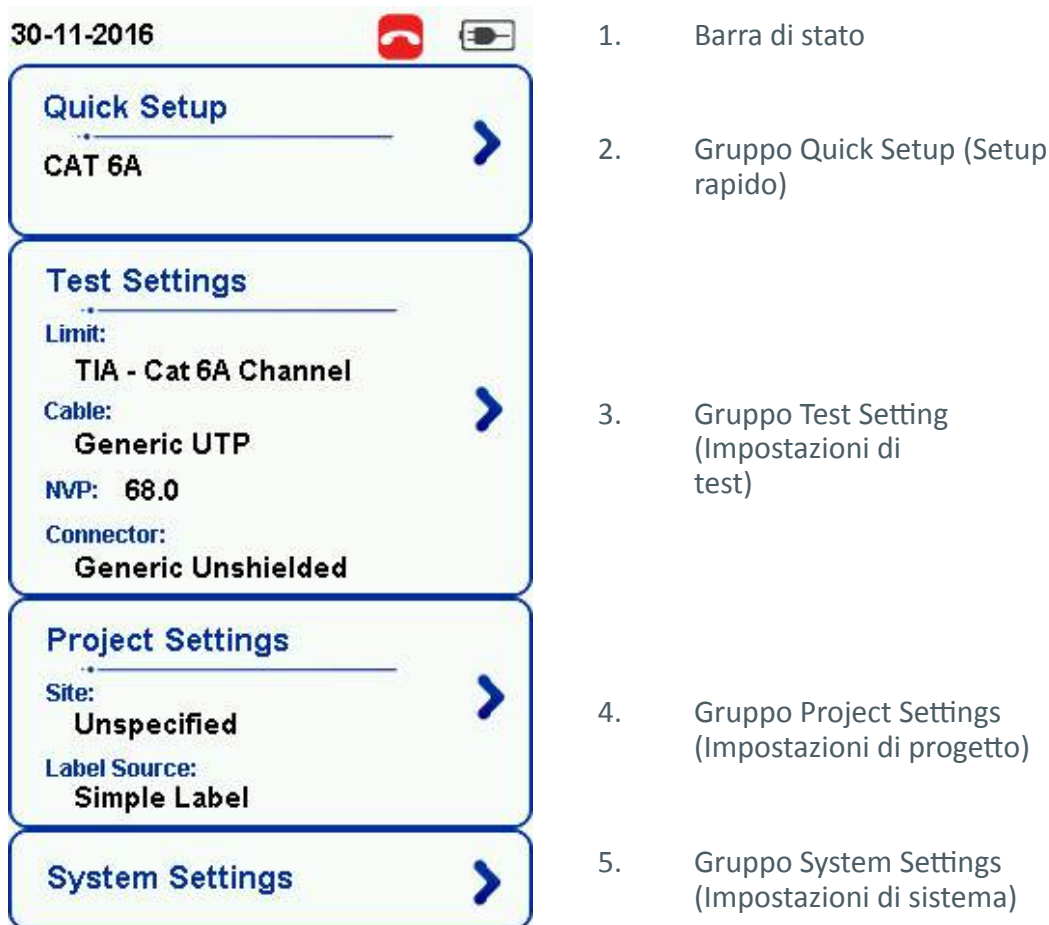 30-11-2016
1. Barra di stato
Quick Setup
CAT 6A
2. Gruppo Quick Setup (Setup
rapido)
Test Settings
Limit:
TIA - Cat 6A Channel
Cable:
Generic UTP
NVP: 68.0
Connector:
Generic Unshielded
3. Gruppo Test Setting
(Impostazioni di
test)
Project Settings
Site:
Unspecified
Label Source:
Simple Label
4. Gruppo Project Settings
(Impostazioni di progetto)
System Settings
5. Gruppo System Settings
(Impostazioni di sistema)